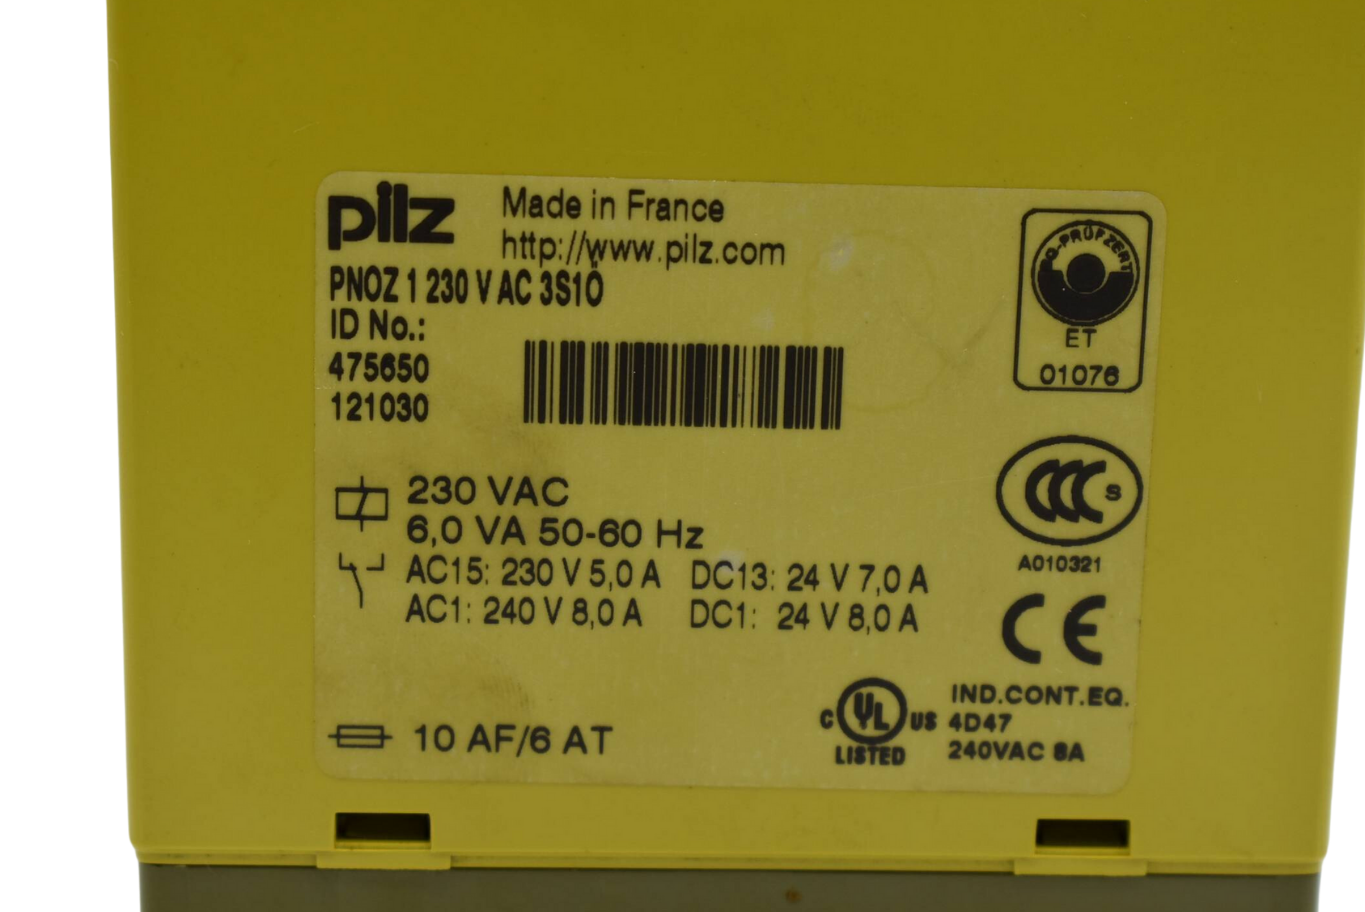 pilz
Made in France
http://www.pilz.com
PNOZ 1 230 V AC 3S1Ö
ID No.:
475650
121030
230 VAC
6,0 VA 50-60 Hz
AC15: 230 V 5,0 A DC13: 24 V 7,0 A
AC1: 240 V 8,0 A DC1: 24 V 8,0 A
10 AF/6 AT
ET
01076
CCC S
A010321
CE
C UL US
LISTED
IND.CONT.EQ.
4D47
240VAC 8A